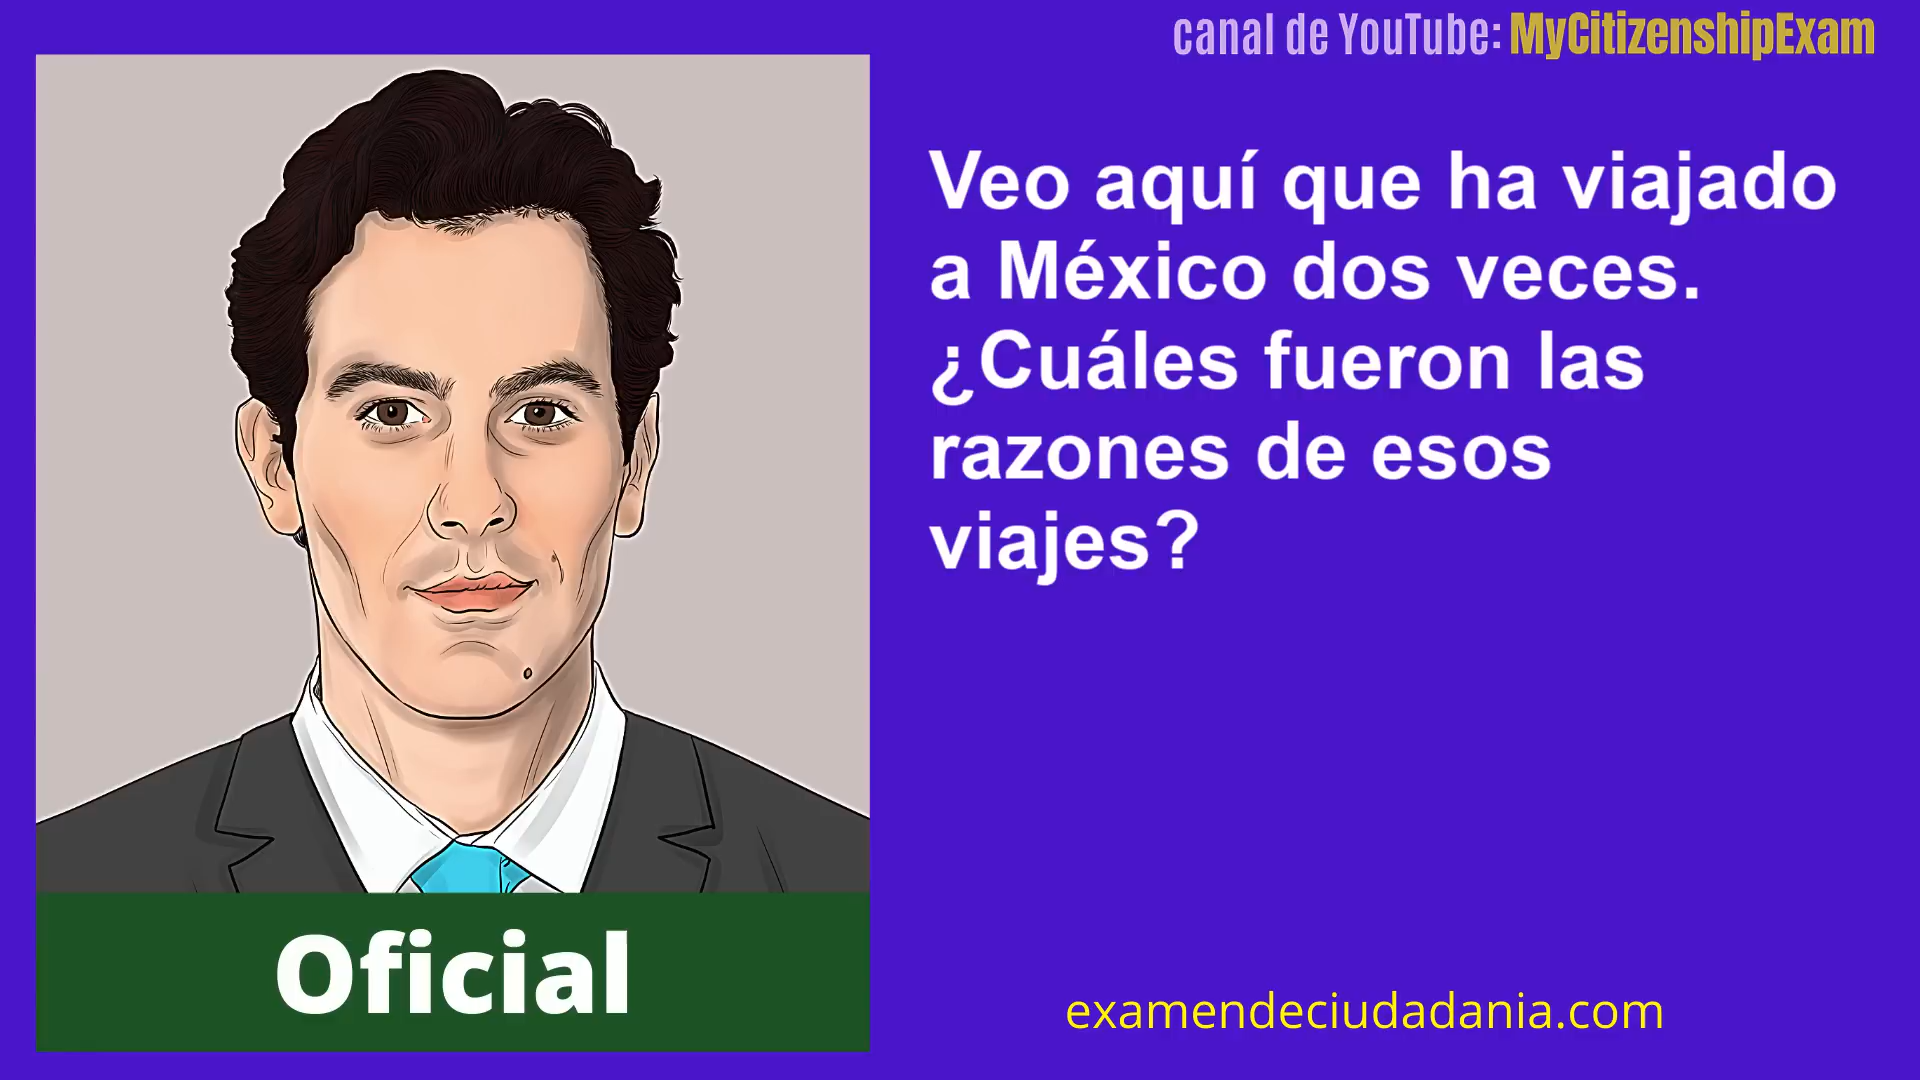 canal de YouTube: MyCitizenshipExam
Veo aquí que ha viajado
a México dos veces.
¿Cuáles fueron las
razones de esos
viajes?
Oficial
examendeciudadania.com